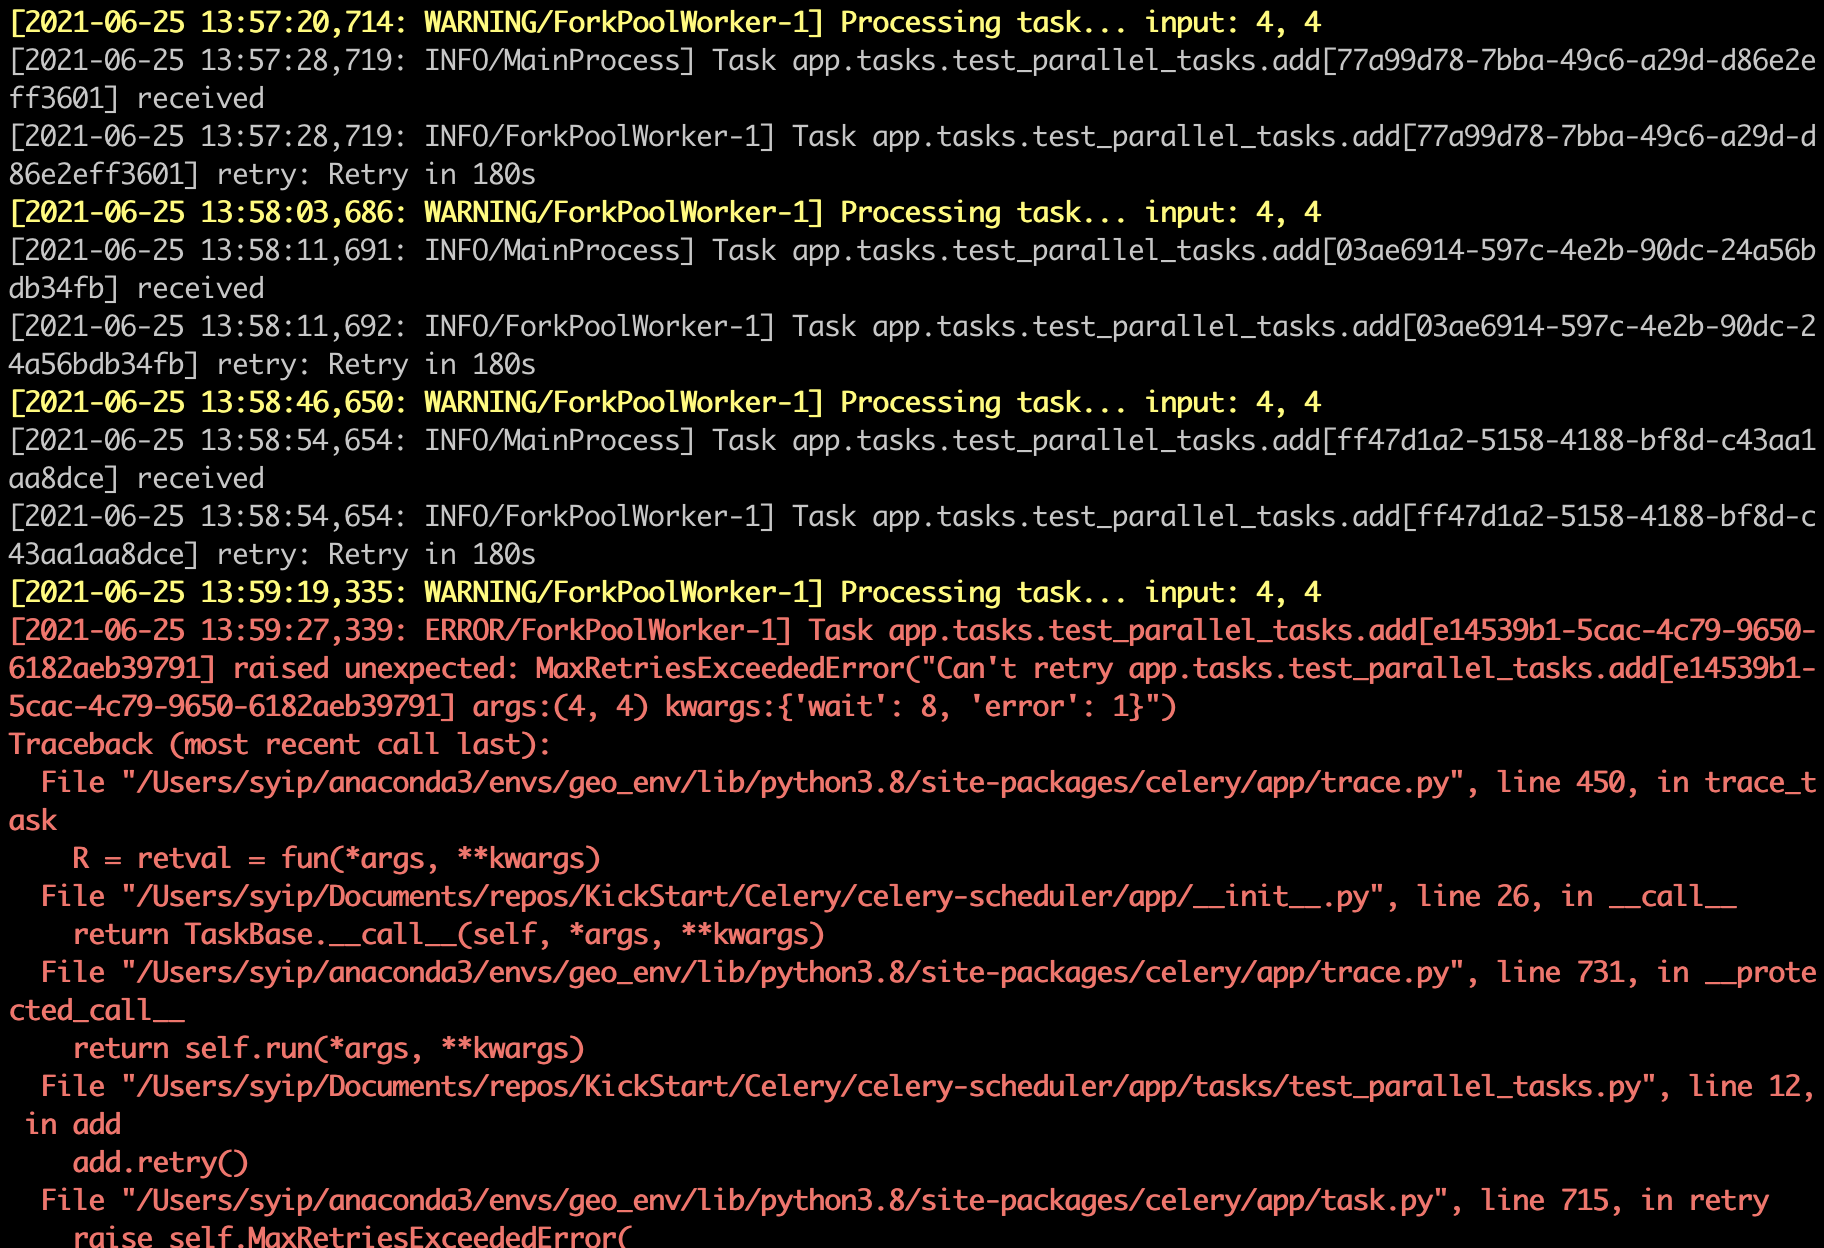 [2021-06-25 13:57:20,714: WARNING/ForkPoolWorker-1] Processing task... input: 4, 4
[2021-06-25 13:57:28,719: INFO/MainProcess] Task app.tasks.test_parallel_tasks.add[77a99d78-7bba-49c6-a29d-d86e2e
ff3601] received
[2021-06-25 13:57:28,719: INFO/ForkPoolWorker-1] Task app.tasks.test_parallel_tasks.add[77a99d78-7bba-49c6-a29d-d
86e2eff3601] retry: Retry in 180s
[2021-06-25 13:58:03,686: WARNING/ForkPoolWorker-1] Processing task... input: 4, 4
[2021-06-25 13:58:11,691: INFO/MainProcess] Task app.tasks.test_parallel_tasks.add[03ae6914-597c-4e2b-90dc-24a56b
db34fb] received
[2021-06-25 13:58:11,692: INFO/ForkPoolWorker-1] Task app.tasks.test_parallel_tasks.add[03ae6914-597c-4e2b-90dc-2
4a56bdb34fb] retry: Retry in 180s
[2021-06-25 13:58:46,650: WARNING/ForkPoolWorker-1] Processing task... input: 4, 4
[2021-06-25 13:58:54,654: INFO/MainProcess] Task app.tasks.test_parallel_tasks.add[ff47d1a2-5158-4188-bf8d-c43aa1
aa8dce] received
[2021-06-25 13:58:54,654: INFO/ForkPoolWorker-1] Task app.tasks.test_parallel_tasks.add[ff47d1a2-5158-4188-bf8d-c
43aa1aa8dce] retry: Retry in 180s
[2021-06-25 13:59:19,335: WARNING/ForkPoolWorker-1] Processing task... input: 4, 4
[2021-06-25 13:59:27,339: ERROR/ForkPoolWorker-1] Task app.tasks.test_parallel_tasks.add[e14539b1-5cac-4c79-9650-
6182aeb39791] raised unexpected: MaxRetriesExceededError("Can't retry app.tasks.test_parallel_tasks.add[e14539b1-
5cac-4c79-9650-6182aeb39791] args:(4, 4) kwargs:{'wait': 8, 'error': 1}")
Traceback (most recent call last):
  File "/Users/syip/anaconda3/envs/geo_env/lib/python3.8/site-packages/celery/app/trace.py", line 450, in trace_t
ask
    R = retval = fun(*args, **kwargs)
  File "/Users/syip/Documents/repos/KickStart/Celery/celery-scheduler/app/__init__.py", line 26, in __call__
    return TaskBase.__call__(self, *args, **kwargs)
  File "/Users/syip/anaconda3/envs/geo_env/lib/python3.8/site-packages/celery/app/trace.py", line 731, in __prote
cted_call__
    return self.run(*args, **kwargs)
  File "/Users/syip/Documents/repos/KickStart/Celery/celery-scheduler/app/tasks/test_parallel_tasks.py", line 12,
 in add
    add.retry()
  File "/Users/syip/anaconda3/envs/geo_env/lib/python3.8/site-packages/celery/app/task.py", line 715, in retry
    raise self.MaxRetriesExceededError(